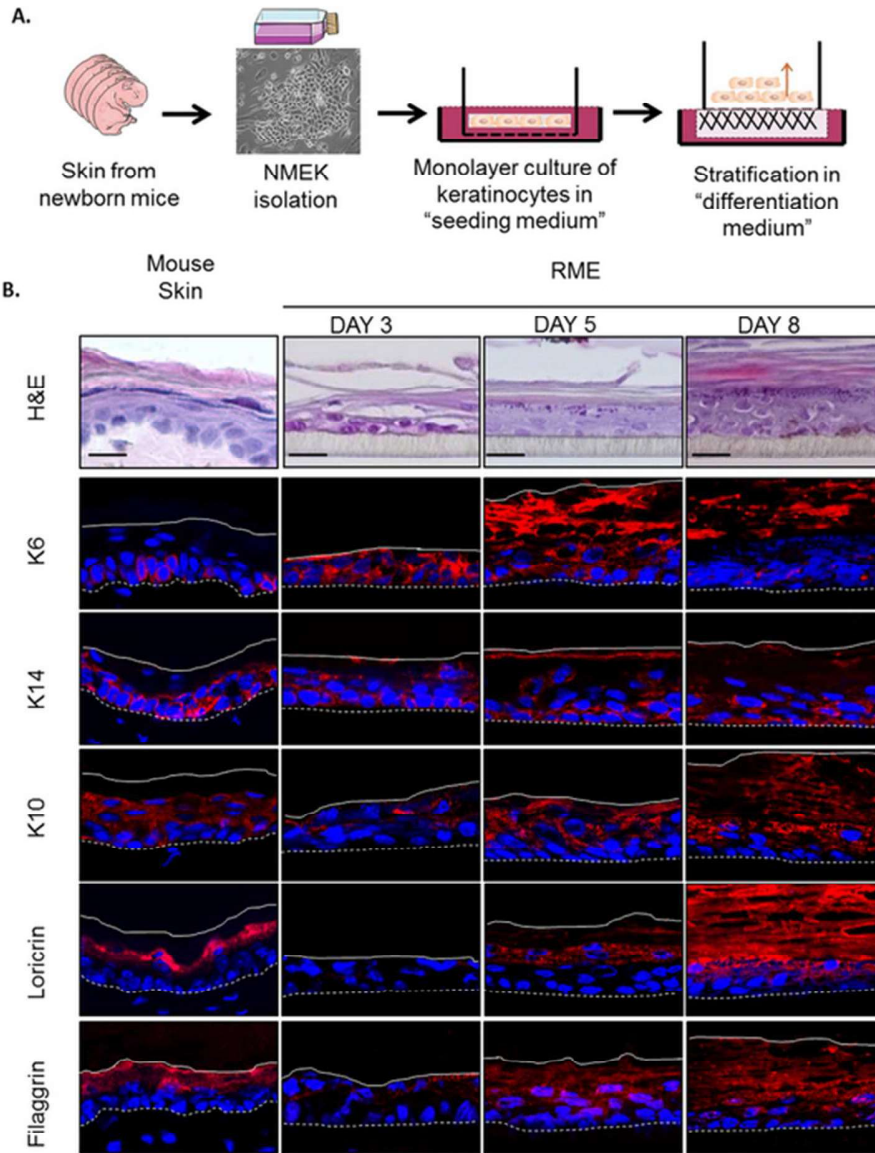 A.
Skin from
newborn mice
NMEK
isolation
Monolayer culture of
keratinocytes in
“seeding medium”
Stratification in
“differentiation
medium”
B.
Mouse
Skin
RME
DAY 3
DAY 5
DAY 8
H&E
K6
K14
K10
Loricrin
Filaggrin